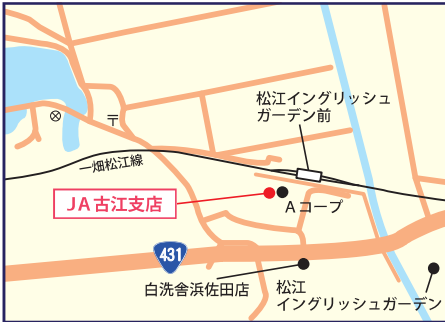 松江イングリッシュ
ガーデン前
〒
一畑松江線
JA古江支店
Aコープ
431
白洗舎浜佐田店
松江
イングリッシュガーデン